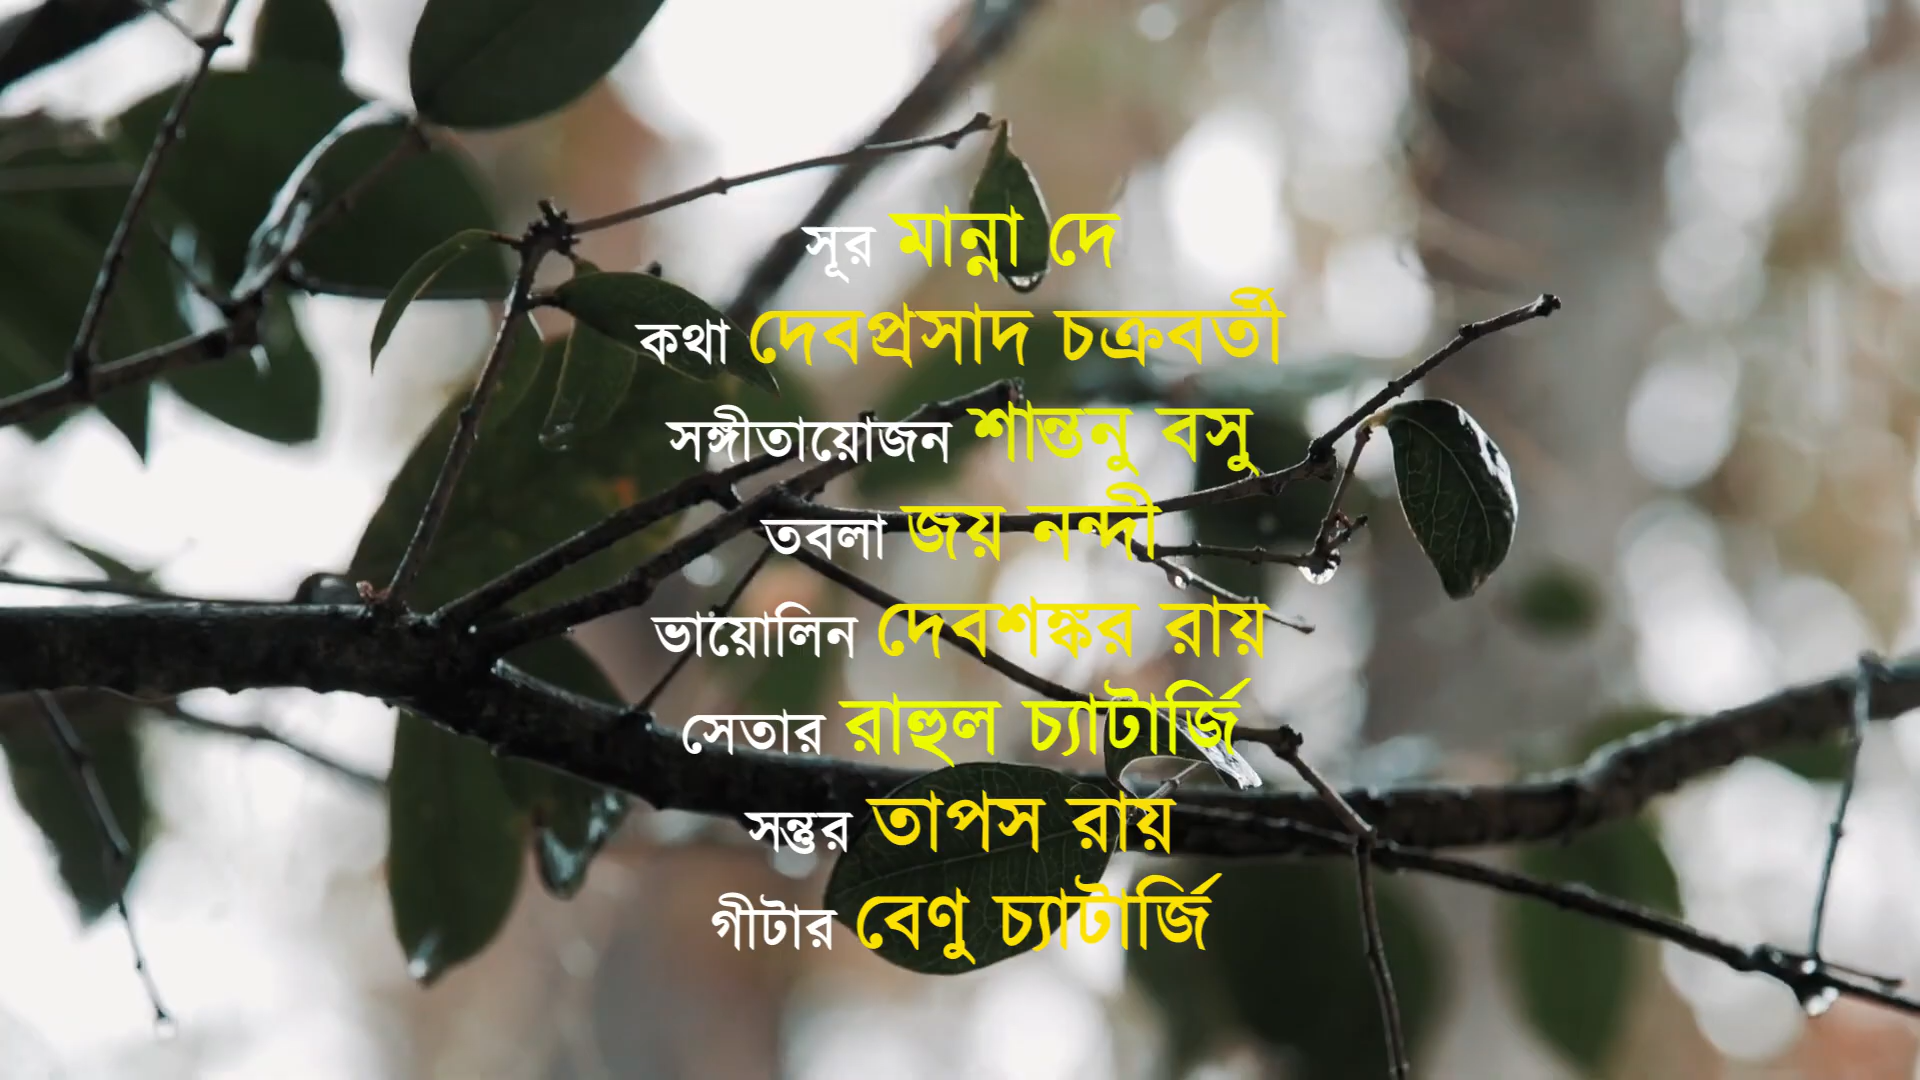 সূর মান্না দে
কথা দেবপ্রসাদ চক্রবর্তী
সঙ্গীতায়োজন শান্তনু বসু
তবলা জয় নন্দী
ভায়োলিন দেবশঙ্কর রায়
সেতার রাহুল চ্যাটার্জি
সন্তুর তাপস রায়
গীটার বেণু চ্যাটার্জি